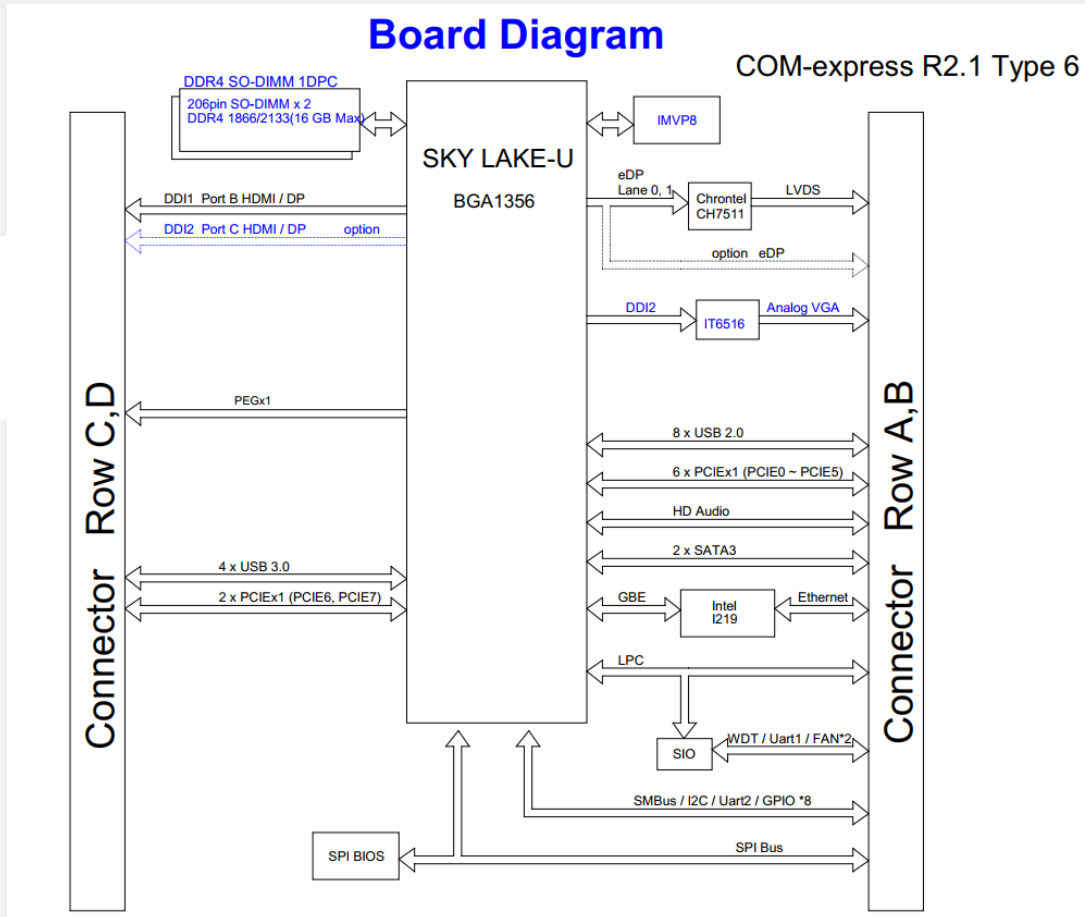 Board Diagram
COM-express R2.1 Type 6
DDR4 SO-DIMM 1DPC
206pin SO-DIMM x 2
DDR4 1866/2133(16 GB Max)
SKY LAKE-U
BGA1356
IMVP8
eDP
Lane 0, 1
Chrontel
CH7511
LVDS
DDI1 Port B HDMI / DP
DDI2 Port C HDMI / DP option
option eDP
DDI2
IT6516
Analog VGA
PEGx1
8 x USB 2.0
6 x PCIEx1 (PCIE0 ~ PCIE5)
HD Audio
2 x SATA3
4 x USB 3.0
2 x PCIEx1 (PCIE6, PCIE7)
GBE
Intel
I219
Ethernet
LPC
SIO
WDT / Uart1 / FAN*2
SMBus / I2C / Uart2 / GPIO *8
SPI BIOS
SPI Bus
Connector Row C,D
Connector Row A,B